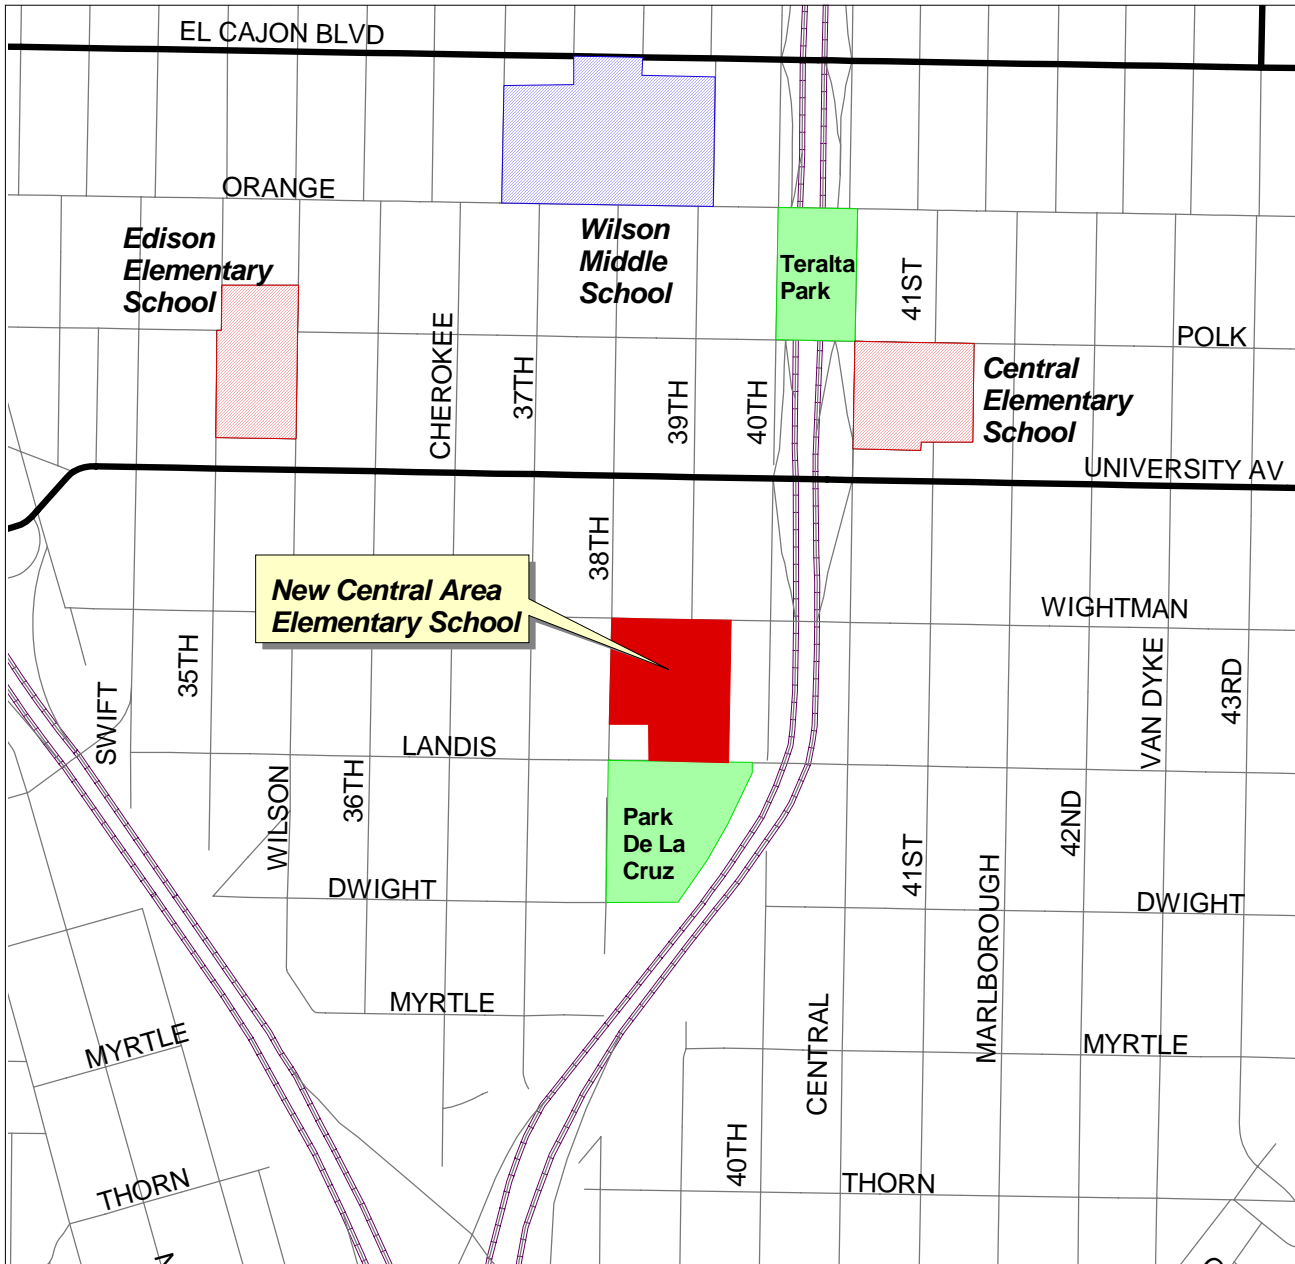 EL CAJON BLVD
ORANGE
Edison
Elementary
School
Wilson
Middle
School
Teralta
Park
41ST
POLK
CHEROKEE
37TH
39TH
40TH
Central
Elementary
School
UNIVERSITY AV
38TH
New Central Area
Elementary School
WIGHTMAN
35TH
SWIFT
VAN DYKE
43RD
LANDIS
WILSON
36TH
Park
De La
Cruz
42ND
41ST
DWIGHT
DWIGHT
MARLBOROUGH
MYRTLE
MYRTLE
CENTRAL
MYRTLE
40TH
THORN
THORN